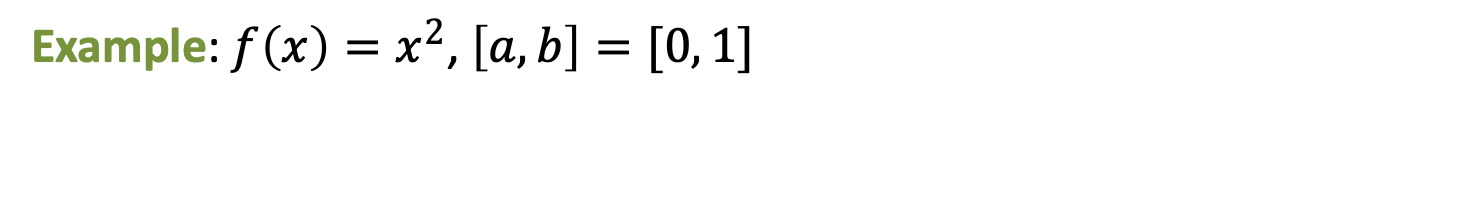 Example: f(x) = x², [a, b] = [0, 1]